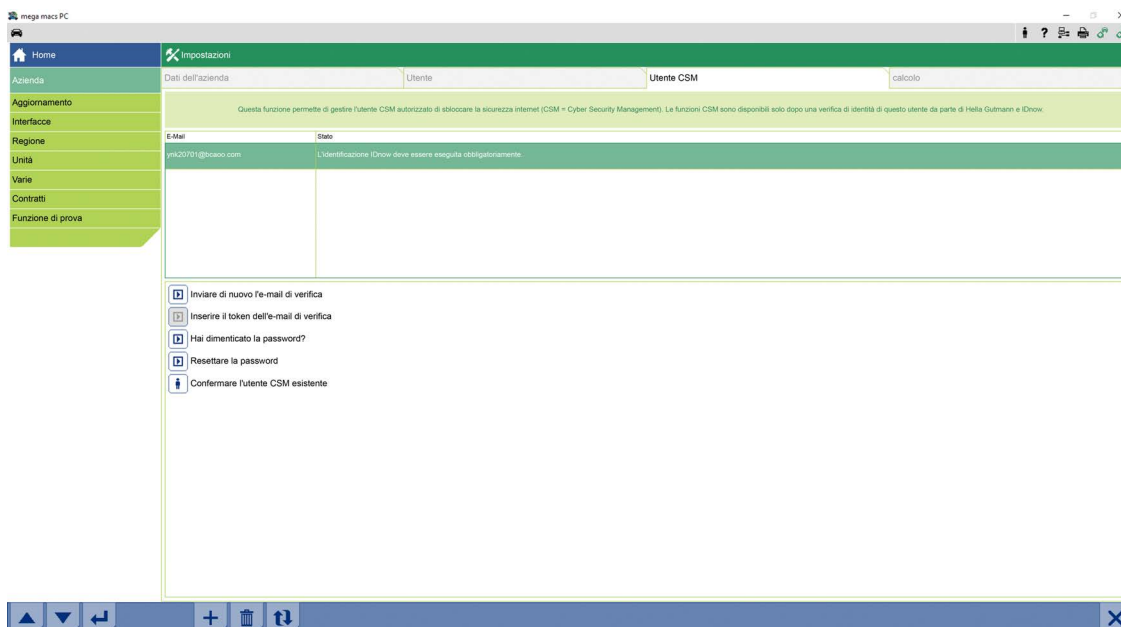 mega macs PC
Home
Impostazioni
Azienda
Dati dell'azienda
Utente
Utente CSM
calcolo
Aggiornamento
Interfacce
Regione
Unità
Varie
Contratti
Funzione di prova
Questa funzione permette di gestire l'utente CSM autorizzato di sbloccare la sicurezza internet (CSM = Cyber Security Management). Le funzioni CSM sono disponibili solo dopo una verifica di identità di questo utente da parte di Hella Gutmann e IDnow.
E-Mail
Stato
ynk20701@bcaoo.com
L'identificazione IDnow deve essere eseguita obbligatoriamente.
Inviare di nuovo l'e-mail di verifica
Inserire il token dell'e-mail di verifica
Hai dimenticato la password?
Resettare la password
Confermare l'utente CSM esistente